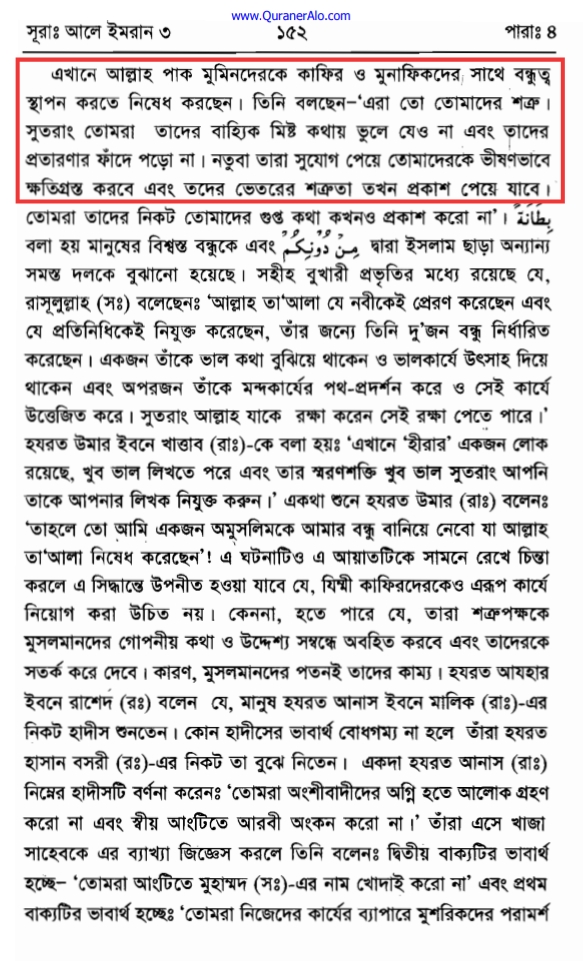 www.QuranerAlo.com
সূরাঃ আলে ইমরান ৩ ১৫২ পারাঃ ৪
এখানে আল্লাহ পাক মুমিনদেরকে কাফির ও মুনাফিকদের সাথে বন্ধুত্ব
স্থাপন করতে নিষেধ করছেন। তিনি বলছেন-‘এরা তো তোমাদের শত্রু।
সুতরাং তোমরা তাদের বাহ্যিক মিষ্ট কথায় ভুলে যেও না এবং তাদের
প্রতারণার ফাঁদে পড়ো না। নতুবা তারা সুযোগ পেয়ে তোমাদেরকে ভীষণভাবে
ক্ষতিগ্রস্ত করবে এবং তদের ভেতরের শত্রুতা তখন প্রকাশ পেয়ে যাবে।
তোমরা তাদের নিকট তোমাদের গুপ্ত কথা কখনও প্রকাশ করো না’। بِطَانَةً
বলা হয় মানুষের বিশ্বস্ত বন্ধুকে এবং مِنْ دُوْنِكُمْ দ্বারা ইসলাম ছাড়া অন্যান্য
সমস্ত দলকে বুঝানো হয়েছে। সহীহ বুখারী প্রভৃতির মধ্যে রয়েছে যে,
রাসূলুল্লাহ (সঃ) বলেছেনঃ ‘আল্লাহ তা‘আলা যে নবীকেই প্রেরণ করেছেন এবং
যে প্রতিনিধিকেই নিযুক্ত করেছেন, তাঁর জন্যে তিনি দু’জন বন্ধু নির্ধারিত
করেছেন। একজন তাঁকে ভাল কথা বুঝিয়ে থাকেন ও ভালকার্যে উৎসাহ দিয়ে
থাকেন এবং অপরজন তাঁকে মন্দকার্যের পথ-প্রদর্শন করে ও সেই কার্যে
উত্তেজিত করে। সুতরাং আল্লাহ যাকে রক্ষা করেন সেই রক্ষা পেতে পারে।’
হযরত উমার ইবনে খাত্তাব (রাঃ)-কে বলা হয়ঃ ‘এখানে ‘হীরার’ একজন লোক
রয়েছে, খুব ভাল লিখতে পরে এবং তার স্মরণশক্তি খুব ভাল সুতরাং আপনি
তাকে আপনার লিখক নিযুক্ত করুন।’ একথা শুনে হযরত উমার (রাঃ) বলেনঃ
‘তাহলে তো আমি একজন অমুসলিমকে আমার বন্ধু বানিয়ে নেবো যা আল্লাহ
তা‘আলা নিষেধ করেছেন’! এ ঘটনাটিও এ আয়াতটিকে সামনে রেখে চিন্তা
করলে এ সিদ্ধান্তে উপনীত হওয়া যাবে যে, যিম্মী কাফিরদেরকেও এরূপ কার্যে
নিয়োগ করা উচিত নয়। কেননা, হতে পারে যে, তারা শত্রুপক্ষকে
মুসলমানদের গোপনীয় কথা ও উদ্দেশ্য সম্বন্ধে অবহিত করবে এবং তাদেরকে
সতর্ক করে দেবে। কারণ, মুসলমানদের পতনই তাদের কাম্য। হযরত আযহার
ইবনে রাশেদ (রঃ) বলেন যে, মানুষ হযরত আনাস ইবনে মালিক (রাঃ)-এর
নিকট হাদীস শুনতেন। কোন হাদীসের ভাবার্থ বোধগম্য না হলে তাঁরা হযরত
হাসান বসরী (রঃ)-এর নিকট তা বুঝে নিতেন। একদা হযরত আনাস (রাঃ)
নিম্নের হাদীসটি বর্ণনা করেনঃ ‘তোমরা অংশীবাদীদের অগ্নি হতে আলোক গ্রহণ
করো না এবং স্বীয় আংটিতে আরবী অংকন করো না।’ তাঁরা এসে খাজা
সাহেবকে এর ব্যাখ্যা জিজ্ঞেস করলে তিনি বলেনঃ দ্বিতীয় বাক্যটির ভাবার্থ
হচ্ছে- ‘তোমরা আংটিতে মুহাম্মদ (সঃ)-এর নাম খোদাই করো না’ এবং প্রথম
বাক্যটির ভাবার্থ হচ্ছেঃ ‘তোমরা নিজেদের কার্যের ব্যাপারে মুশরিকদের পরামর্শ